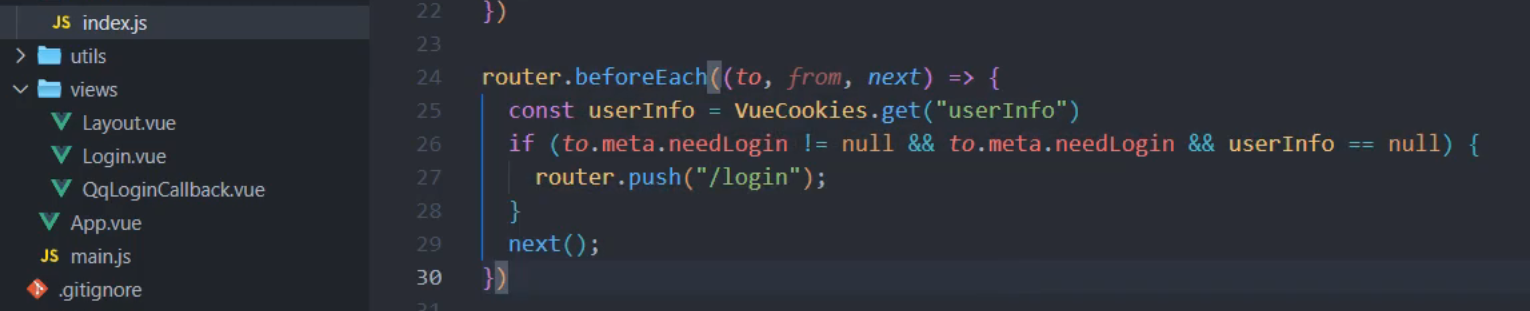 JS index.js
utils
views
Layout.vue
Login.vue
QqLoginCallback.vue
App.vue
JS main.js
.gitignore
22 })
23
24 router.beforeEach((to, from, next) => {
25 const userInfo = VueCookies.get("userInfo")
26 if (to.meta.needLogin != null && to.meta.needLogin && userInfo == null) {
27 router.push("/login");
28 }
29 next();
30 })
31